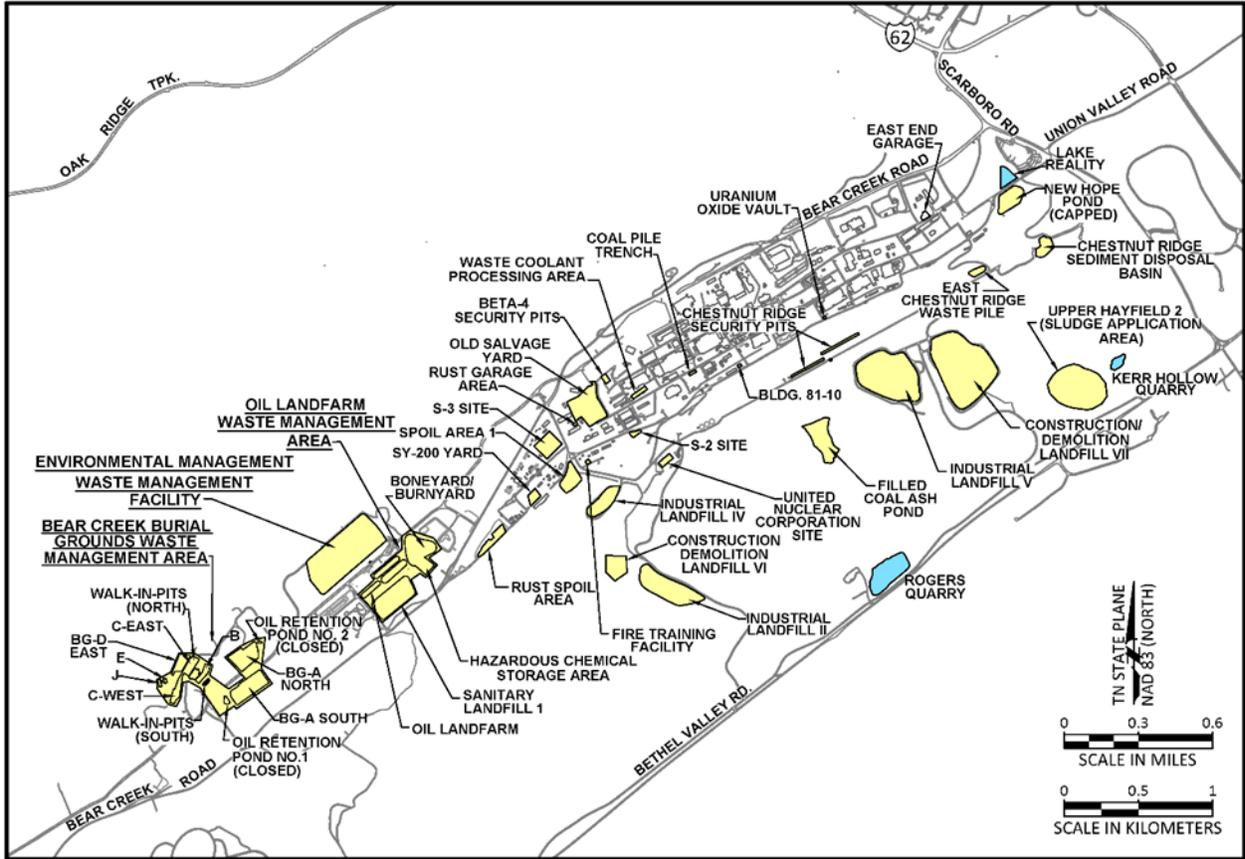 62
SCARBORO RD
UNION VALLEY ROAD
OAK RIDGE TPK.
EAST END
GARAGE
BEAR CREEK ROAD
LAKE
REALITY
NEW HOPE
POND
(CAPPED)
URANIUM
OXIDE VAULT
COAL PILE
TRENCH
CHESTNUT RIDGE
SEDIMENT DISPOSAL
BASIN
WASTE COOLANT
PROCESSING AREA
EAST
CHESTNUT RIDGE
WASTE PILE
BETA-4
SECURITY PITS
CHESTNUT RIDGE
SECURITY PITS
UPPER HAYFIELD 2
(SLUDGE APPLICATION
AREA)
OLD SALVAGE
YARD
RUST GARAGE
AREA
KERR HOLLOW
QUARRY
BLDG. 81-10
S-3 SITE
OIL LANDFARM
WASTE MANAGEMENT
AREA
SPOIL AREA 1
SY-200 YARD
S-2 SITE
CONSTRUCTION/
DEMOLITION
LANDFILL VII
ENVIRONMENTAL MANAGEMENT
WASTE MANAGEMENT
FACILITY
BONEYARD/
BURNYARD
INDUSTRIAL
LANDFILL V
FILLED
COAL ASH
POND
UNITED
NUCLEAR
CORPORATION
SITE
INDUSTRIAL
LANDFILL IV
BEAR CREEK BURIAL
GROUNDS WASTE
MANAGEMENT AREA
CONSTRUCTION
DEMOLITION
LANDFILL VI
RUST SPOIL
AREA
ROGERS
QUARRY
WALK-IN-PITS
(NORTH)
C-EAST
BG-D
EAST
E
J
C-WEST
B
OIL RETENTION
POND NO. 2
(CLOSED)
INDUSTRIAL
LANDFILL II
FIRE TRAINING
FACILITY
HAZARDOUS CHEMICAL
STORAGE AREA
BG-A
NORTH
SANITARY
LANDFILL 1
BG-A SOUTH
OIL LANDFARM
WALK-IN-PITS
(SOUTH)
OIL RETENTION
POND NO.1
(CLOSED)
BEAR CREEK ROAD
BETHEL VALLEY RD.
TN STATE PLANE
NAD 83 (NORTH)
0 0.3 0.6
SCALE IN MILES
0 0.5 1
SCALE IN KILOMETERS